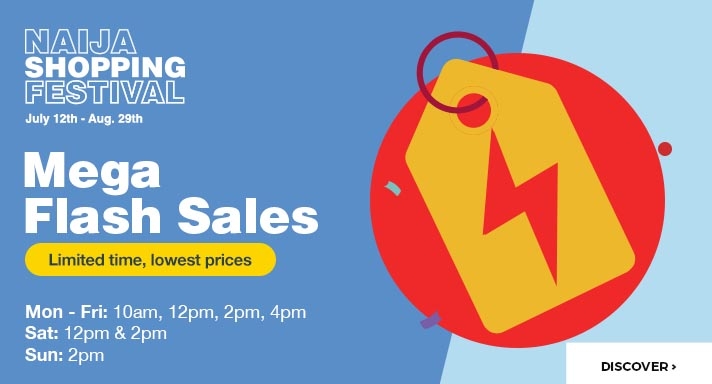 NAIJA
SHOPPING
FESTIVAL
July 12th - Aug. 29th
Mega
Flash Sales
Limited time, lowest prices
Mon - Fri: 10am, 12pm, 2pm, 4pm
Sat: 12pm & 2pm
Sun: 2pm
DISCOVER ›